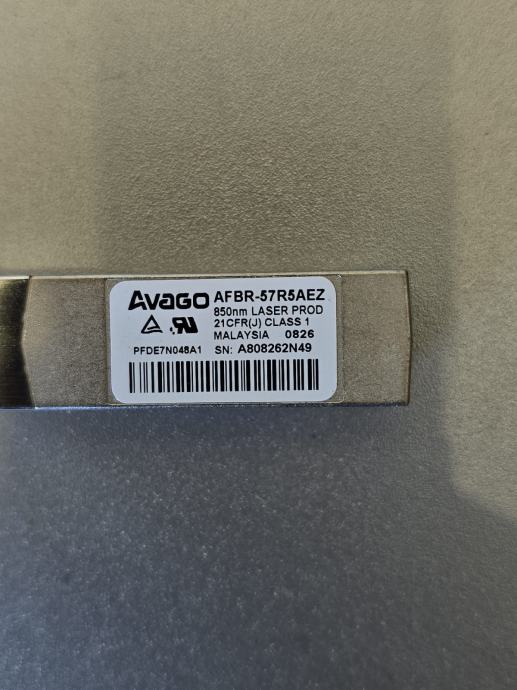 AVAGO AFBR-57R5AEZ
850nm LASER PROD
21CFR(J) CLASS 1
MALAYSIA 0826
PFDE7N048A1 SN: A808262N49